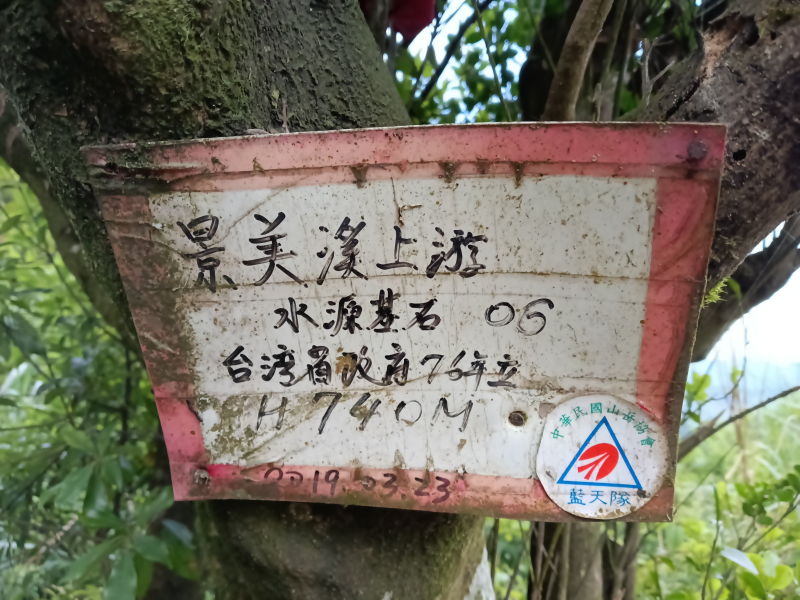 景美溪上游
水源基石 06
台湾省政府76年立
H 740M
2019.03.23
中華民國山岳協會
藍天隊